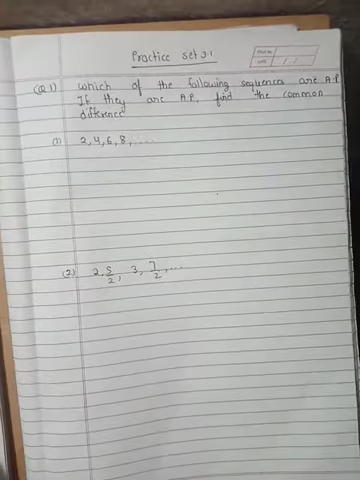 Practice set 3.1
(Q 1) which of the following sequences are A.P
If they are A.P, find the common
difference
(1) 2, 4, 6, 8, .....
(2) 2, 5/2, 3, 7/2, ...